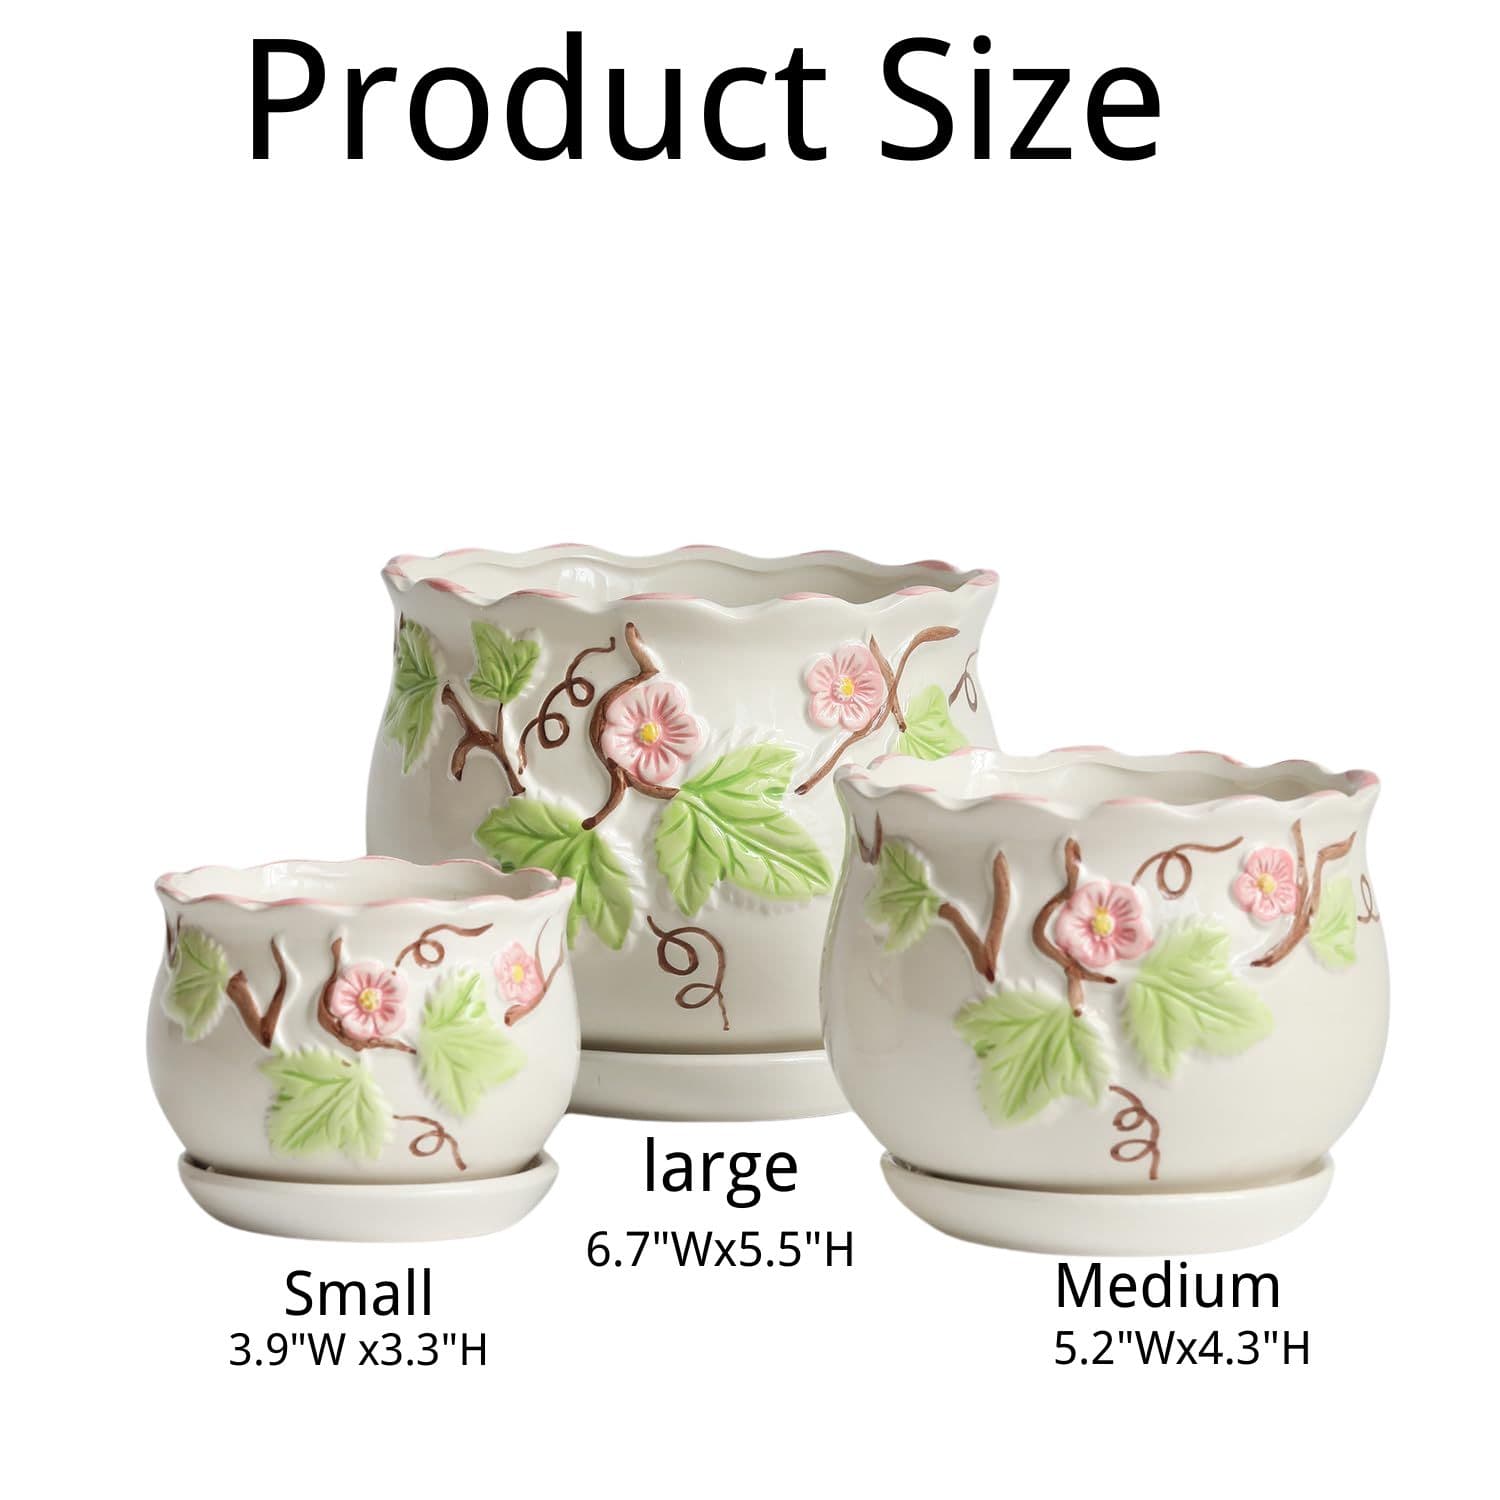 Product Size
large
6.7"Wx5.5"H
Small
3.9"W x3.3"H
Medium
5.2"Wx4.3"H